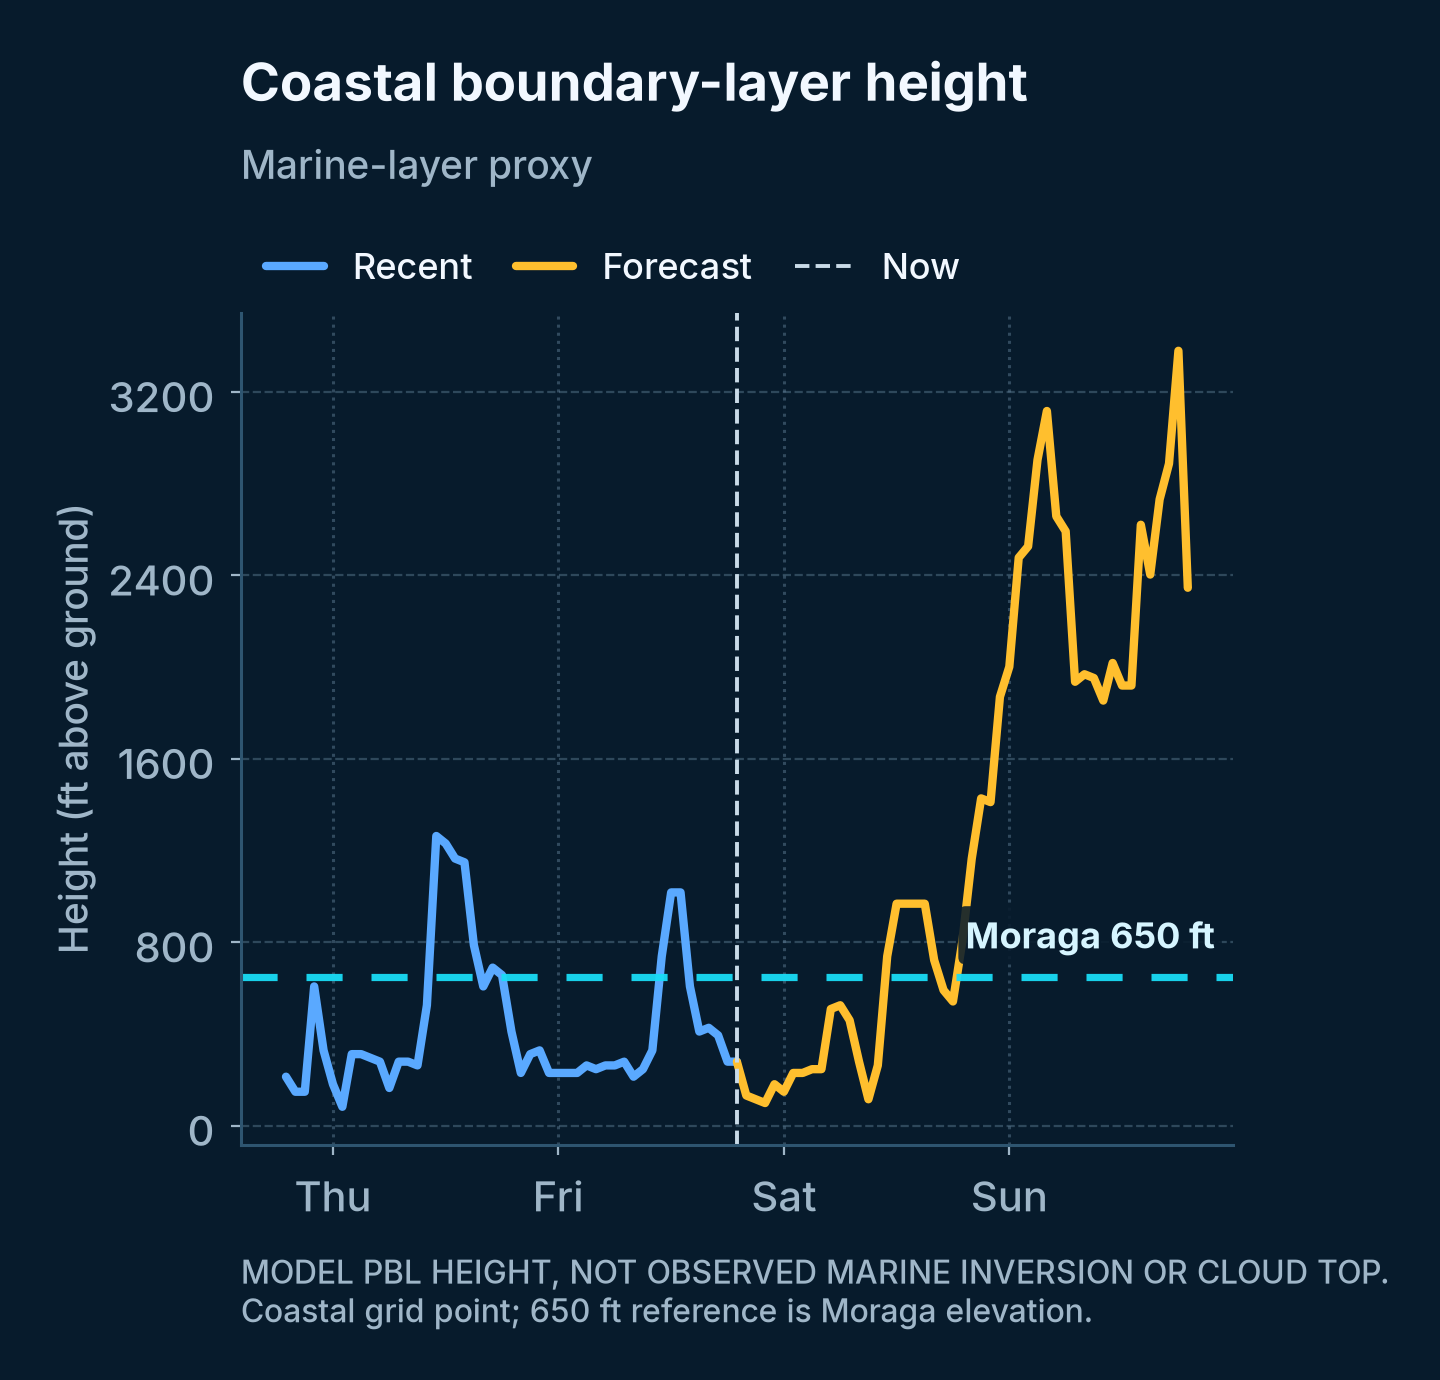 Coastal boundary-layer height
Marine-layer proxy
Recent Forecast Now
3200
2400
1600
800
0
Height (ft above ground)
Moraga 650 ft
Thu Fri Sat Sun
MODEL PBL HEIGHT, NOT OBSERVED MARINE INVERSION OR CLOUD TOP.
Coastal grid point; 650 ft reference is Moraga elevation.